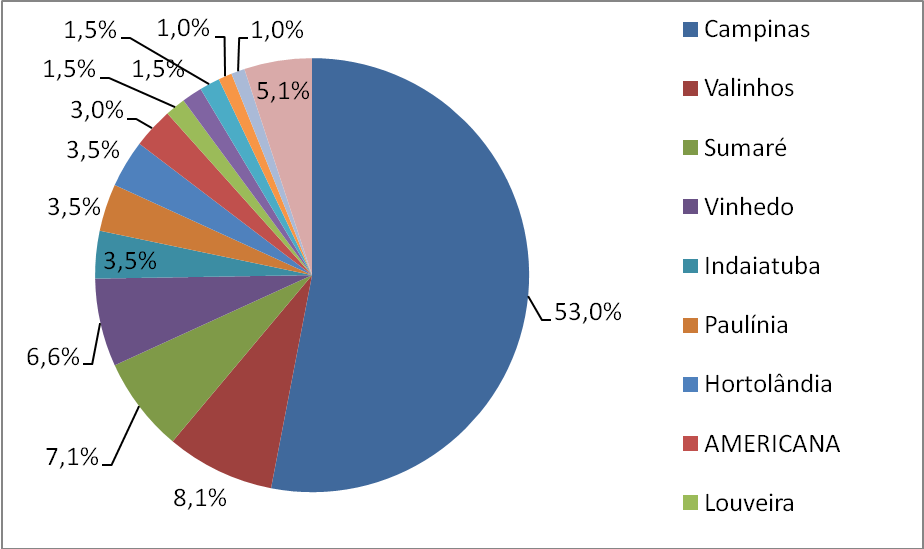 1,5%
1,0%
1,0%
1,5%
1,5%
5,1%
3,0%
3,5%
3,5%
3,5%
53,0%
6,6%
7,1%
8,1%
Campinas
Valinhos
Sumaré
Vinhedo
Indaiatuba
Paulínia
Hortolândia
AMERICANA
Louveira